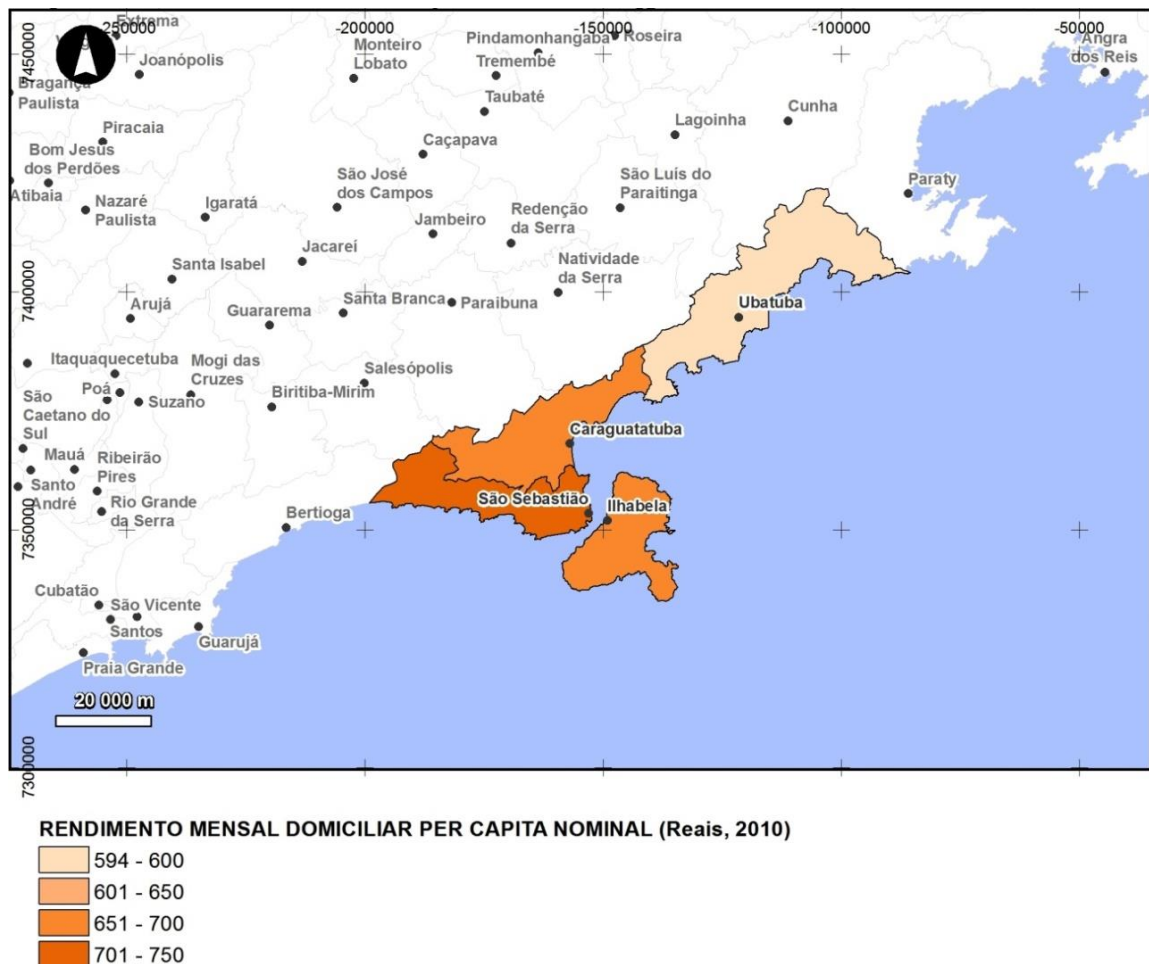 Extrema
-250000
-200000
-150000
-100000
-50000
7450000
Joanópolis
Monteiro
Lobato
Pindamonhangaba
Roseira
Tremembé
Angra
dos Reis
Bragança
Paulista
Taubaté
Piracaia
Caçapava
Lagoinha
Cunha
Bom Jesus
dos Perdões
Atibaia
Nazaré
Paulista
Igaratá
São José
dos Campos
São Luís do
Paraitinga
Paraty
Jambeiro
Redenção
da Serra
Jacareí
Natividade
da Serra
Santa Isabel
7400000
Arujá
Guararema
Santa Branca
Paraibuna
Ubatuba
Itaquaquecetuba
Poá
Suzano
Mogi das
Cruzes
Biritiba-Mirim
Salesópolis
São
Caetano do
Sul
Mauá
Ribeirão
Pires
Santo
André
Rio Grande
da Serra
Caraguatatuba
São Sebastião
Ilhabela
Bertioga
7350000
Cubatão
São Vicente
Santos
Guarujá
Praia Grande
20 000 m
7300000
RENDIMENTO MENSAL DOMICILIAR PER CAPITA NOMINAL (Reais, 2010)
594 - 600
601 - 650
651 - 700
701 - 750